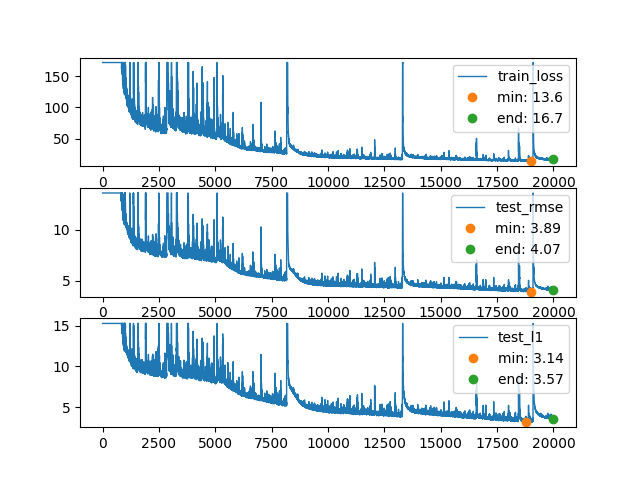 150
100
50
train_loss
min: 13.6
end: 16.7
0 2500 5000 7500 10000 12500 15000 17500 20000
10
5
test_rmse
min: 3.89
end: 4.07
0 2500 5000 7500 10000 12500 15000 17500 20000
15
10
5
test_l1
min: 3.14
end: 3.57
0 2500 5000 7500 10000 12500 15000 17500 20000